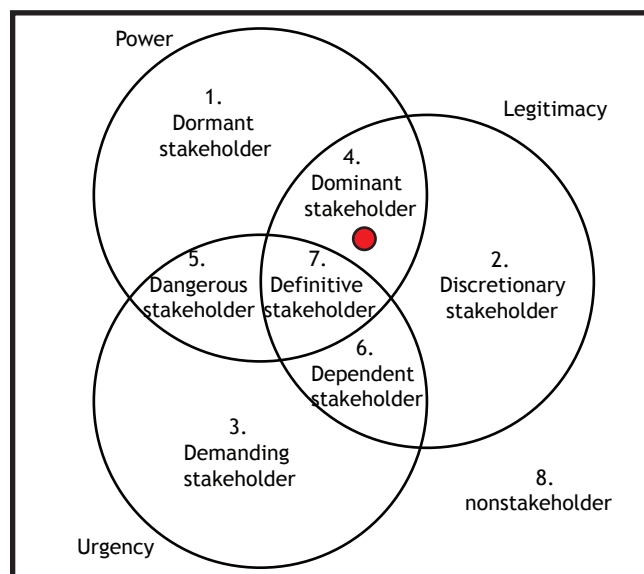 Power
1.
Dormant
stakeholder
Legitimacy
4.
Dominant
stakeholder
5.
Dangerous
stakeholder
7.
Definitive
stakeholder
2.
Discretionary
stakeholder
6.
Dependent
stakeholder
3.
Demanding
stakeholder
8.
nonstakeholder
Urgency